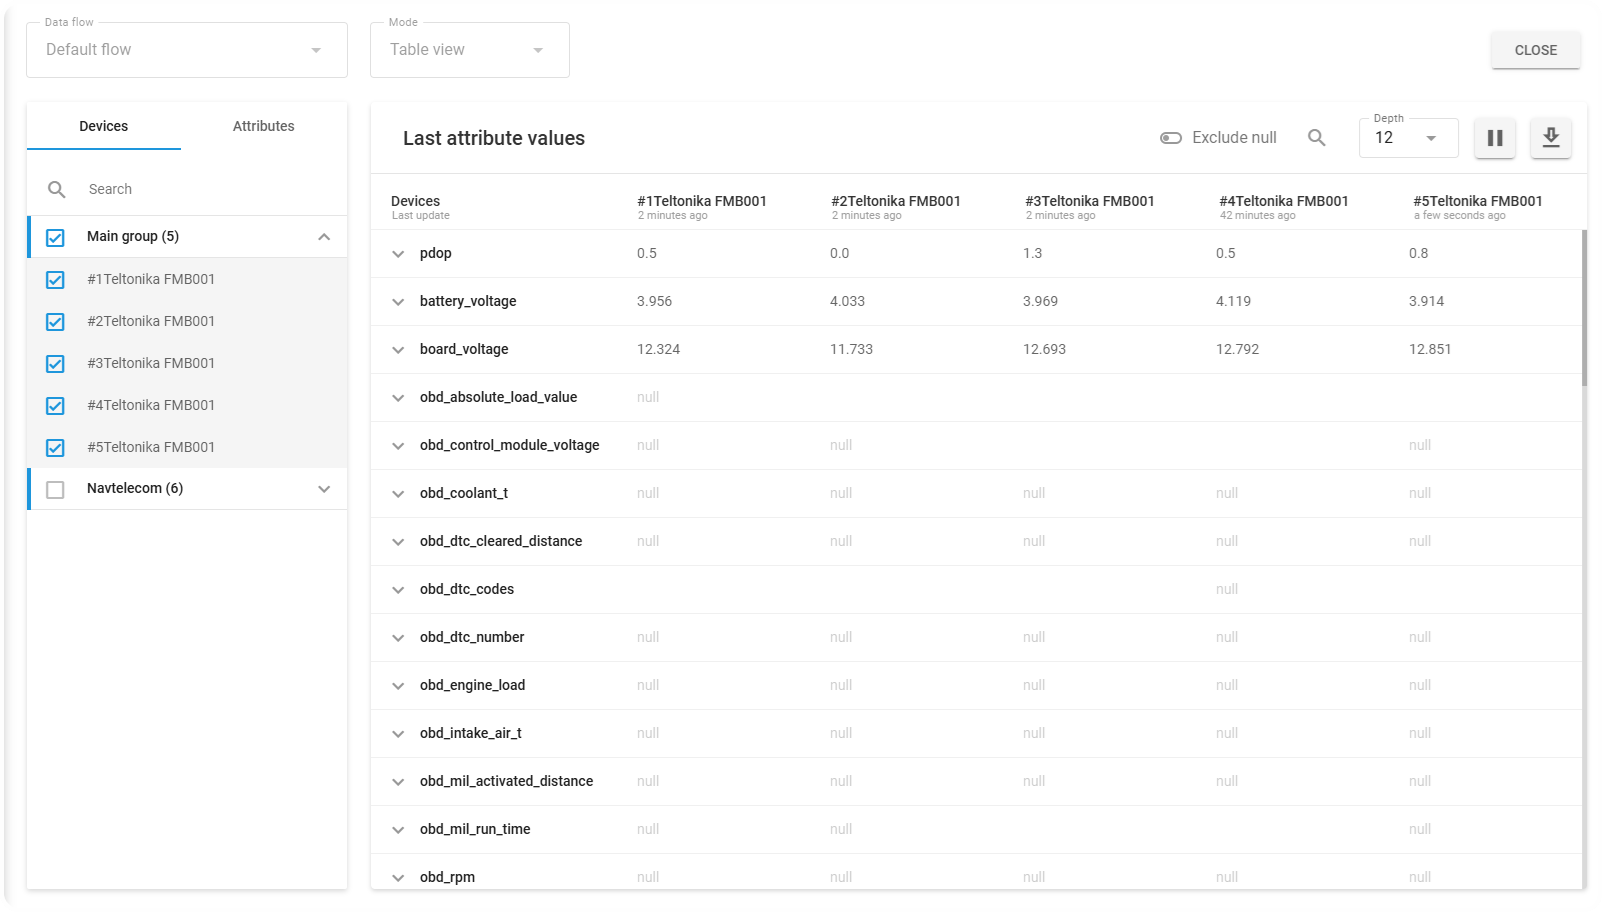 Data flow
Default flow
Mode
Table view
CLOSE
Devices
Attributes
Search
Main group (5)
#1Teltonika FMB001
#2Teltonika FMB001
#3Teltonika FMB001
#4Teltonika FMB001
#5Teltonika FMB001
Navtelecom (6)
Last attribute values
Exclude null
Depth
12
Devices #1Teltonika FMB001 #2Teltonika FMB001 #3Teltonika FMB001 #4Teltonika FMB001 #5Teltonika FMB001
Last update 2 minutes ago 2 minutes ago 2 minutes ago 42 minutes ago a few seconds ago
pdop 0.5 0.0 1.3 0.5 0.8
battery_voltage 3.956 4.033 3.969 4.119 3.914
board_voltage 12.324 11.733 12.693 12.792 12.851
obd_absolute_load_value null
obd_control_module_voltage null null null
obd_coolant_t null null null null null
obd_dtc_cleared_distance null null null null null
obd_dtc_codes null
obd_dtc_number null null null null null
obd_engine_load null null null null null
obd_intake_air_t null null null null null
obd_mil_activated_distance null null null null null
obd_mil_run_time null null null
obd_rpm null null null null null